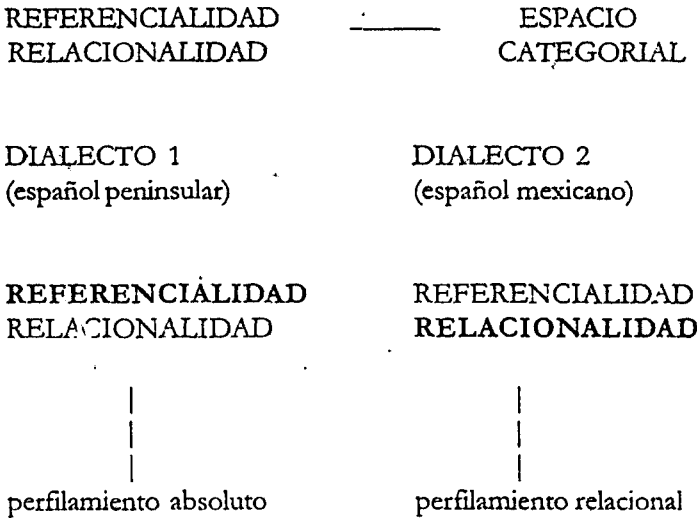 REFERENCIALIDAD ESPACIO
RELACIONALIDAD CATEGORIAL
DIALECTO 1 DIALECTO 2
(español peninsular) (español mexicano)
REFERENCIALIDAD REFERENCIALIDAD
RELACIONALIDAD RELACIONALIDAD
perfilamiento absoluto perfilamiento relacional